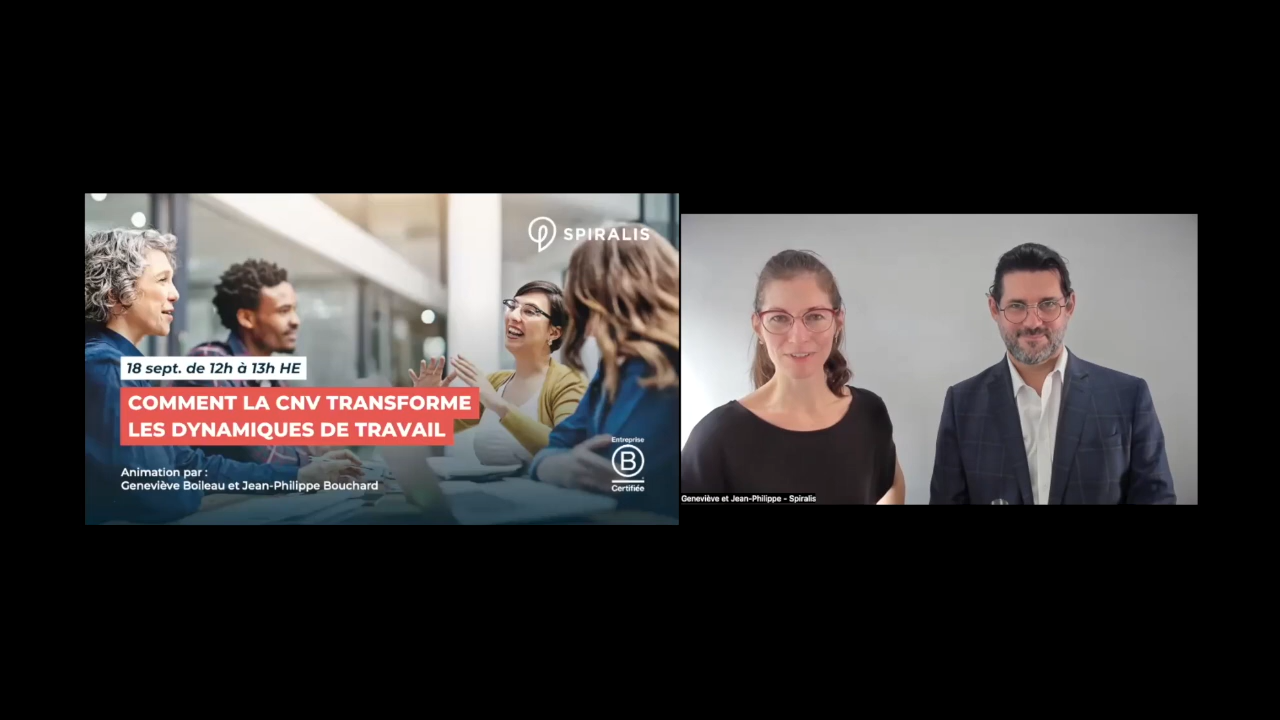 SPIRALIS
18 sept. de 12h à 13h HE
COMMENT LA CNV TRANSFORME
LES DYNAMIQUES DE TRAVAIL
Animation par :
Geneviève Boileau et Jean-Philippe Bouchard
Entreprise
B
Certifiée
Geneviève et Jean-Philippe - Spiralis